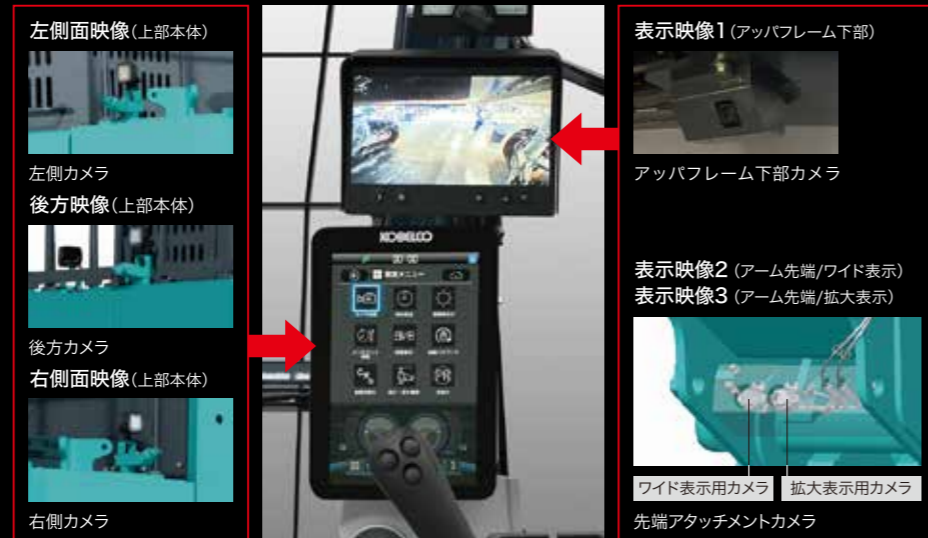 左側面映像(上部本体)
左側カメラ
後方映像(上部本体)
後方カメラ
右側面映像(上部本体)
右側カメラ
KOBELCO
表示映像1(アッパフレーム下部)
アッパフレーム下部カメラ
表示映像2(アーム先端/ワイド表示)
表示映像3(アーム先端/拡大表示)
ワイド表示用カメラ
拡大表示用カメラ
先端アタッチメントカメラ